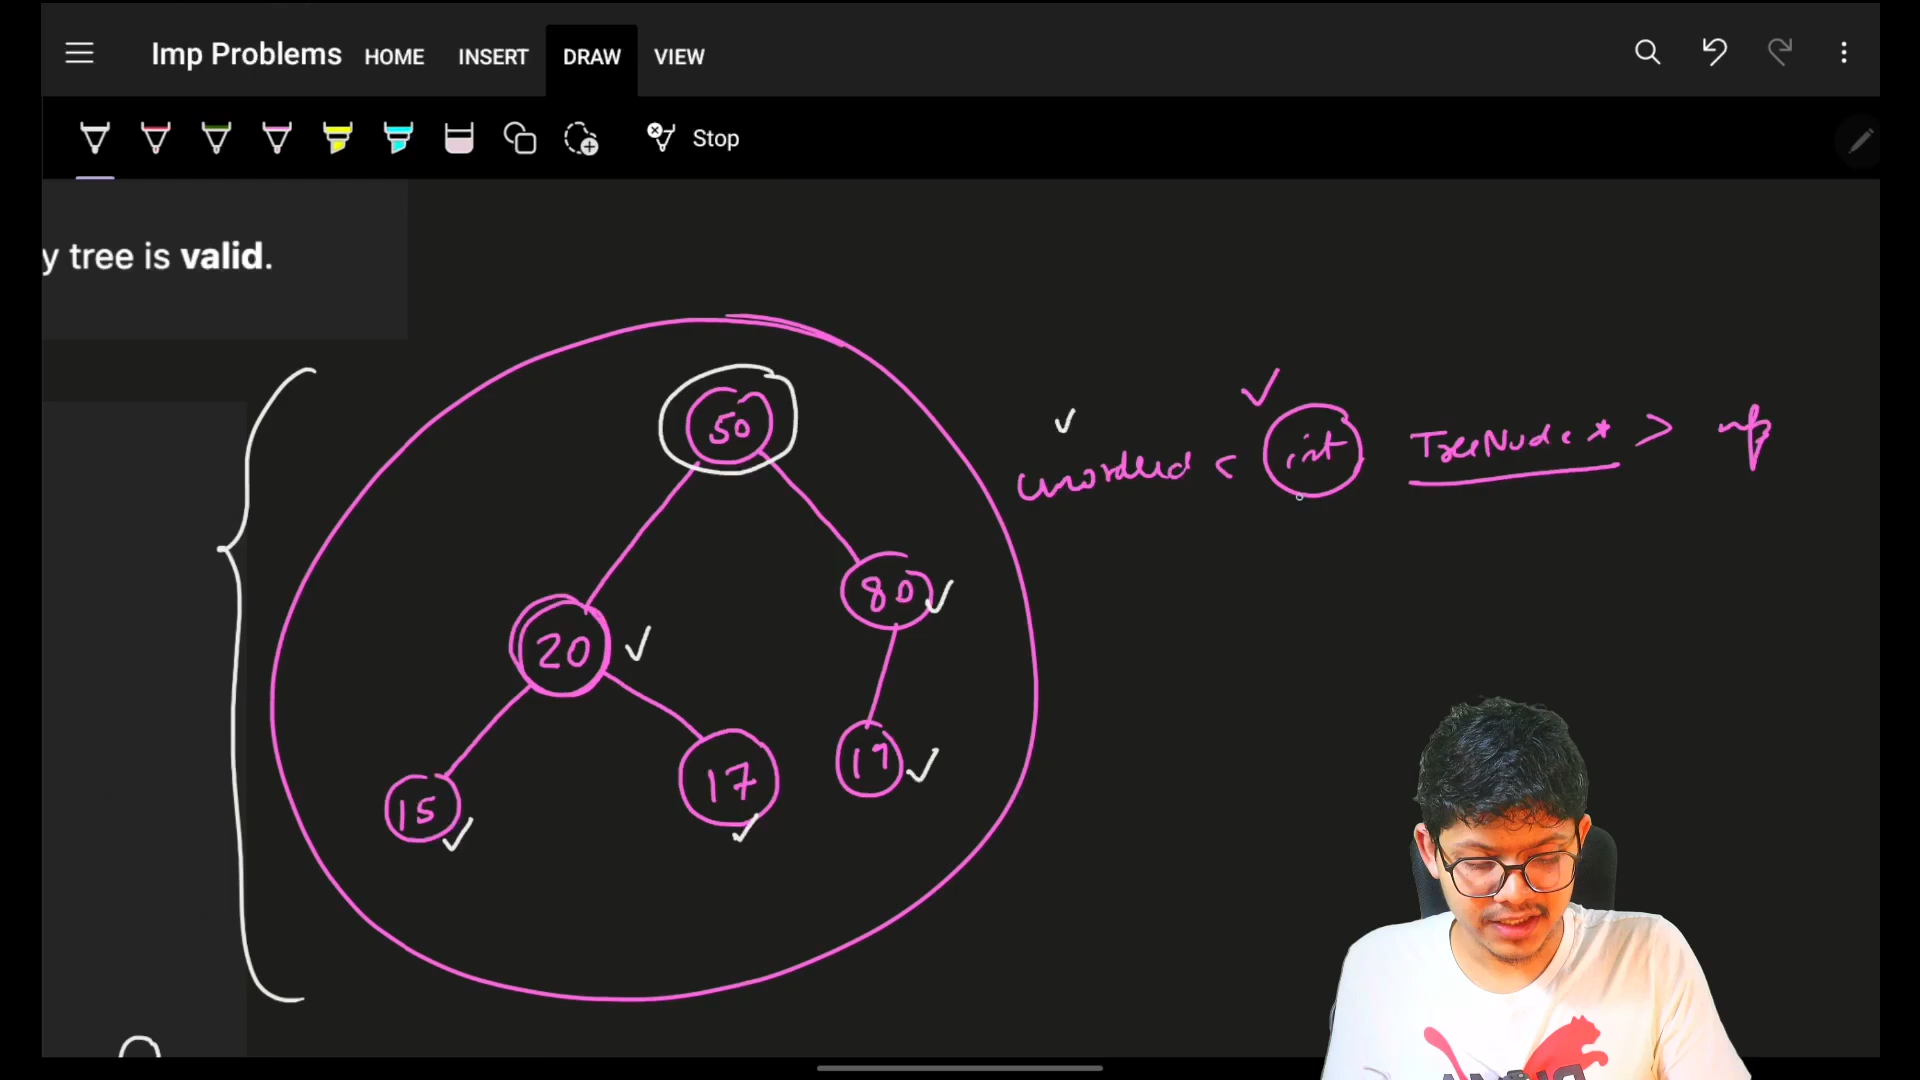 Imp Problems HOME INSERT DRAW VIEW
Stop
y tree is valid.
50
unordered < int TreeNode * > mp
80
20
19
17
15